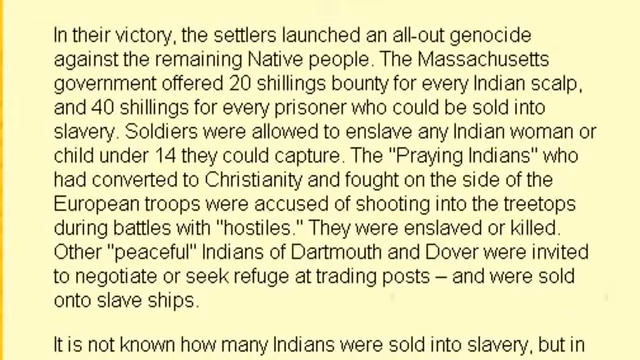 In their victory, the settlers launched an all-out genocide
against the remaining Native people. The Massachusetts
government offered 20 shillings bounty for every Indian scalp,
and 40 shillings for every prisoner who could be sold into
slavery. Soldiers were allowed to enslave any Indian woman or
child under 14 they could capture. The "Praying Indians" who
had converted to Christianity and fought on the side of the
European troops were accused of shooting into the treetops
during battles with "hostiles." They were enslaved or killed.
Other "peaceful" Indians of Dartmouth and Dover were invited
to negotiate or seek refuge at trading posts – and were sold
onto slave ships.
It is not known how many Indians were sold into slavery, but in